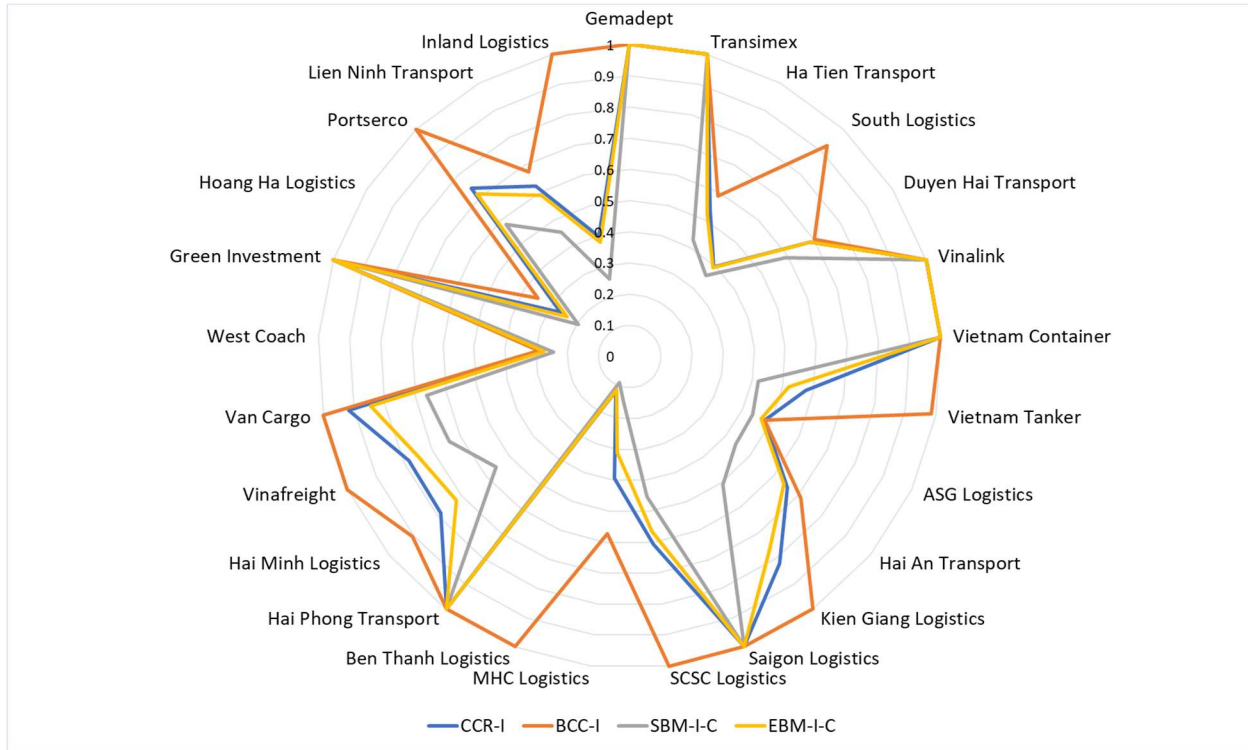 Gemadept
Transimex
Ha Tien Transport
South Logistics
Duyen Hai Transport
Vinalink
Vietnam Container
Vietnam Tanker
ASG Logistics
Hai An Transport
Kien Giang Logistics
Saigon Logistics
SCSC Logistics
MHC Logistics
Ben Thanh Logistics
Hai Phong Transport
Hai Minh Logistics
Vinafreight
Van Cargo
West Coach
Green Investment
Hoang Ha Logistics
Portserco
Lien Ninh Transport
Inland Logistics
1
0.9
0.8
0.7
0.6
0.5
0.4
0.3
0.2
0.1
0
CCR-I
BCC-I
SBM-I-C
EBM-I-C